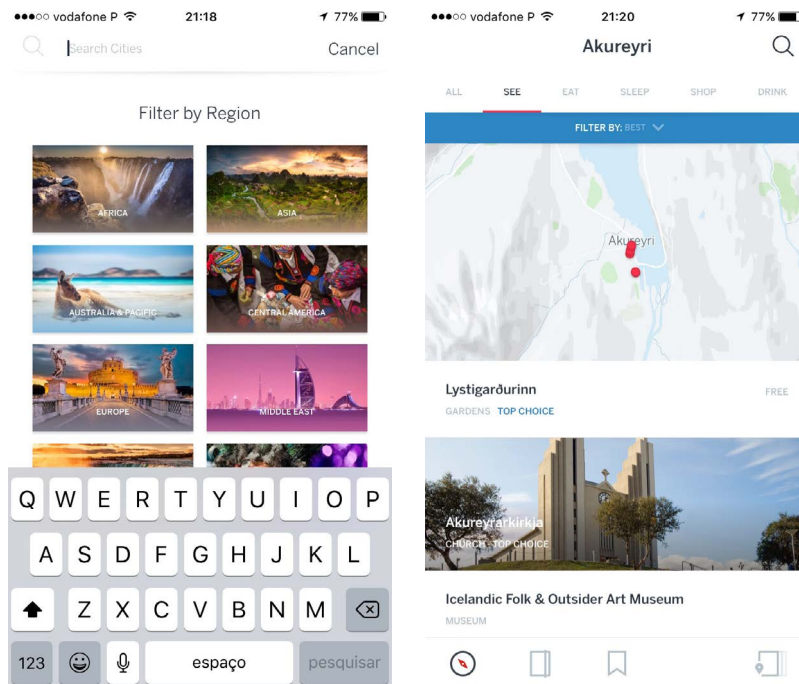 vodafone P 21:18 77%
Search Cities Cancel
Filter by Region
AFRICA ASIA
AUSTRALIA & PACIFIC CENTRAL AMERICA
EUROPE MIDDLE EAST
Q W E R T Y U I O P
A S D F G H J K L
Z X C V B N M
123 espaço pesquisar
vodafone P 21:20 77%
Akureyri
ALL SEE EAT SLEEP SHOP DRINK
FILTER BY: BEST
Akureyri
Lystigarðurinn FREE
GARDENS TOP CHOICE
Akureyrarkirkja
CHURCH - TOP CHOICE
Icelandic Folk & Outsider Art Museum
MUSEUM